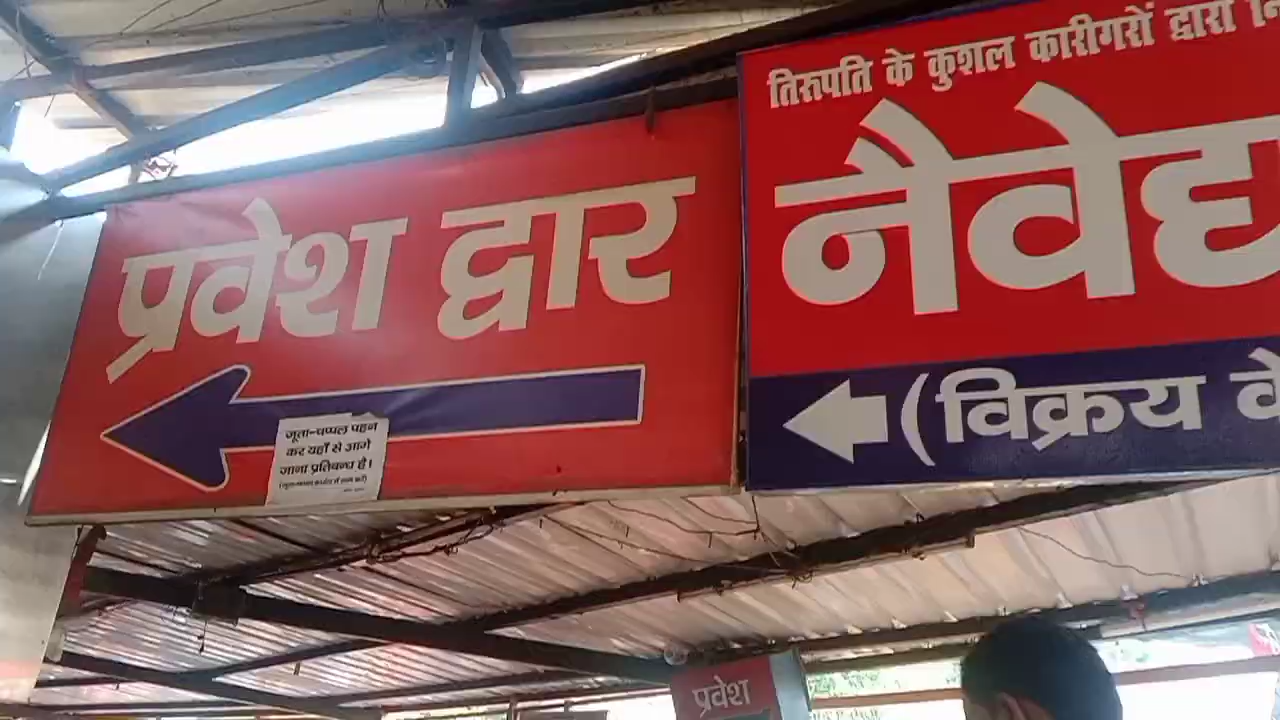 प्रवेश द्वार
जूता-चप्पल पहन
कर यहाँ से आगे
जाना प्रतिबन्ध है।
तिरुपति के कुशल कारीगरों द्वारा
नैवेद्य
(विक्रय
प्रवेश